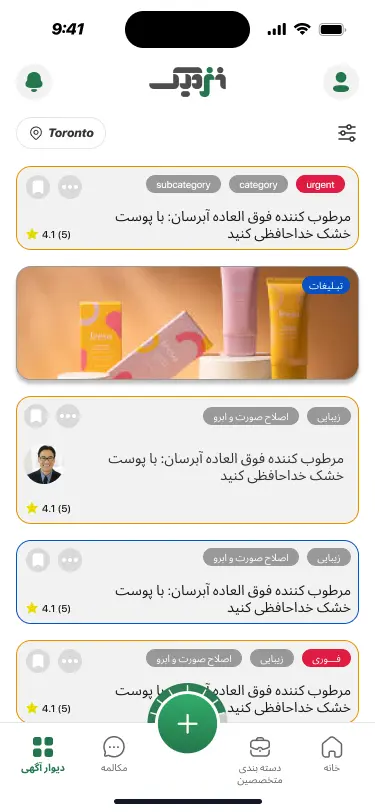 9:41
نزدیک
Toronto
urgent
category
subcategory
مرطوب کننده فوق العاده آبرسان: با پوست
خشک خداحافظی کنید
4.1 (5)
تبـلیغات
زیبایی
اصلاح صورت و ابرو
مرطوب کننده فوق العاده آبرسان: با پوست
خشک خداحافظی کنید
4.1 (5)
زیبایی
اصلاح صورت و ابرو
مرطوب کننده فوق العاده آبرسان: با پوست
خشک خداحافظی کنید
4.1 (5)
فـــوری
زیبایی
اصلاح صورت و ابرو
مرطوب کننده فوق العاده آبرسان: با پوست
خشک خداحافظی کنید
4.1 (5)
خانه
دسته بندی
متخصصین
مکالمه
دیوار آگهی